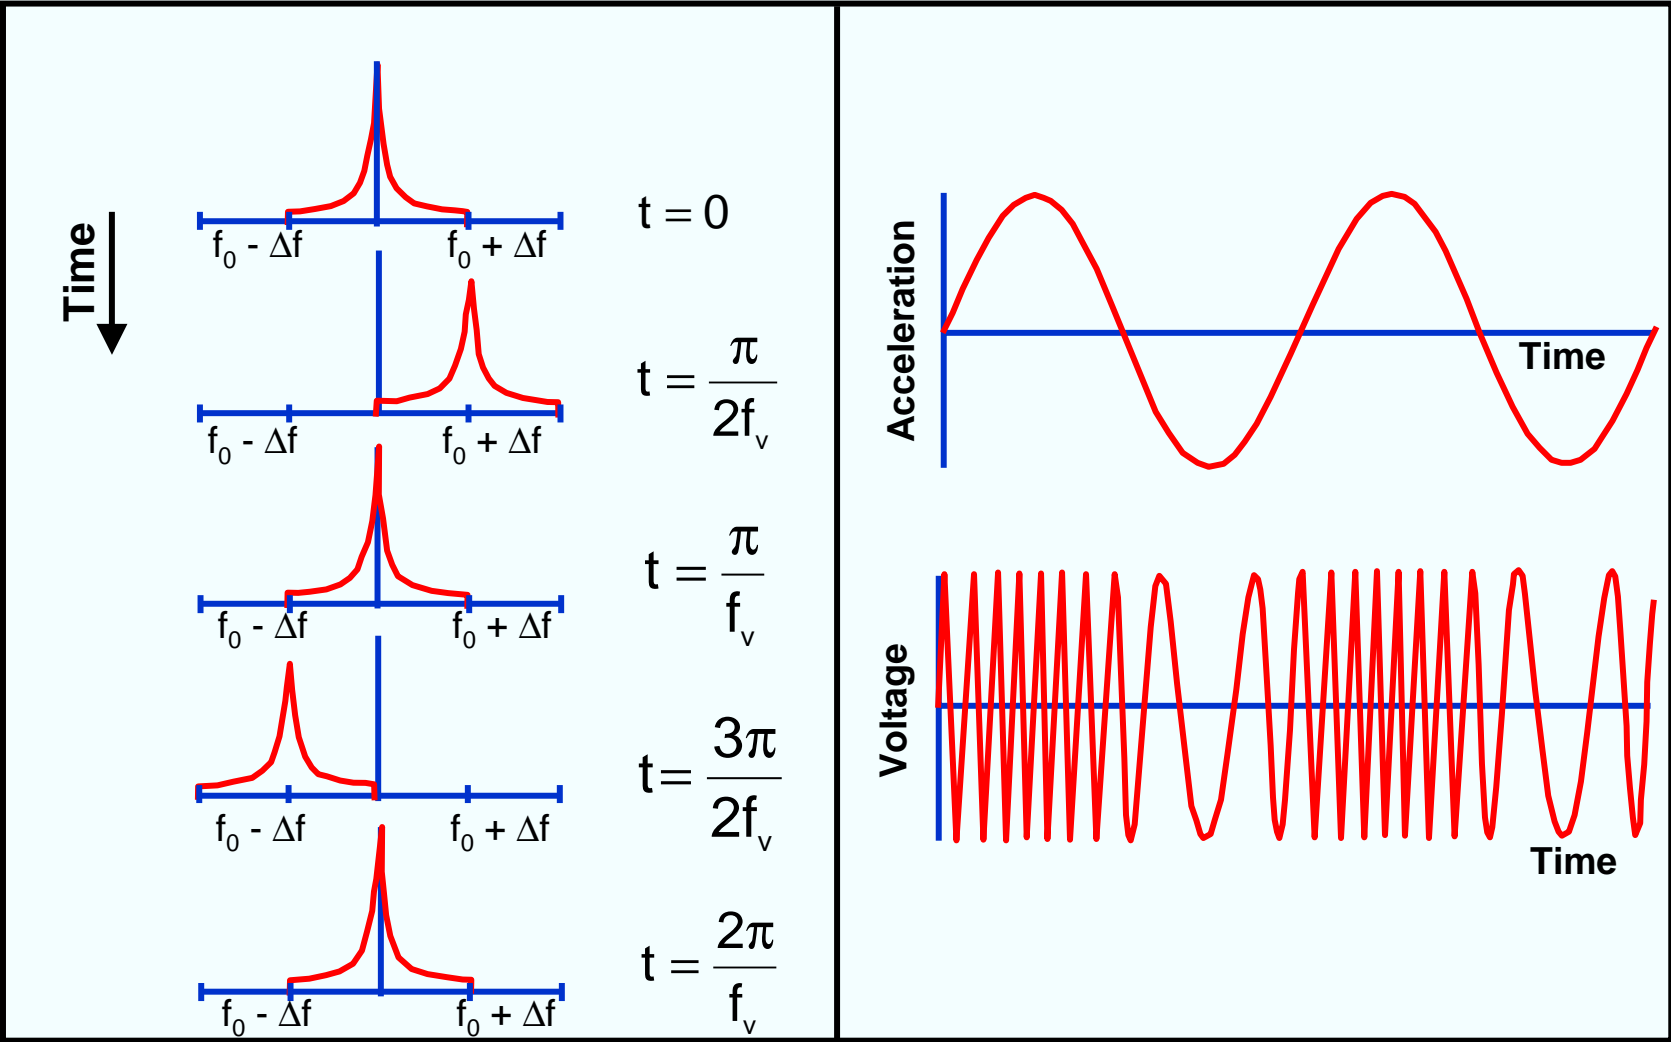 Time
f₀ - Δf f₀ + Δf
t = 0
f₀ - Δf f₀ + Δf
t = π/2fᵥ
f₀ - Δf f₀ + Δf
t = π/fᵥ
f₀ - Δf f₀ + Δf
t = 3π/2fᵥ
f₀ - Δf f₀ + Δf
t = 2π/fᵥ
Acceleration
Time
Voltage
Time